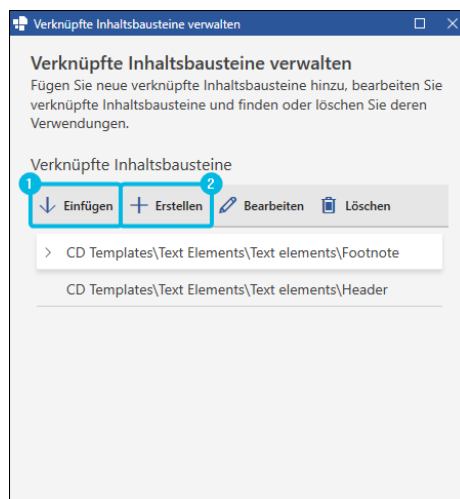 Verknüpfte Inhaltsbausteine verwalten
Verknüpfte Inhaltsbausteine verwalten
Fügen Sie neue verknüpfte Inhaltsbausteine hinzu, bearbeiten Sie
verknüpfte Inhaltsbausteine und finden oder löschen Sie deren
Verwendungen.
Verknüpfte Inhaltsbausteine
1 2
Einfügen Erstellen Bearbeiten Löschen
CD Templates\Text Elements\Text elements\Footnote
CD Templates\Text Elements\Text elements\Header